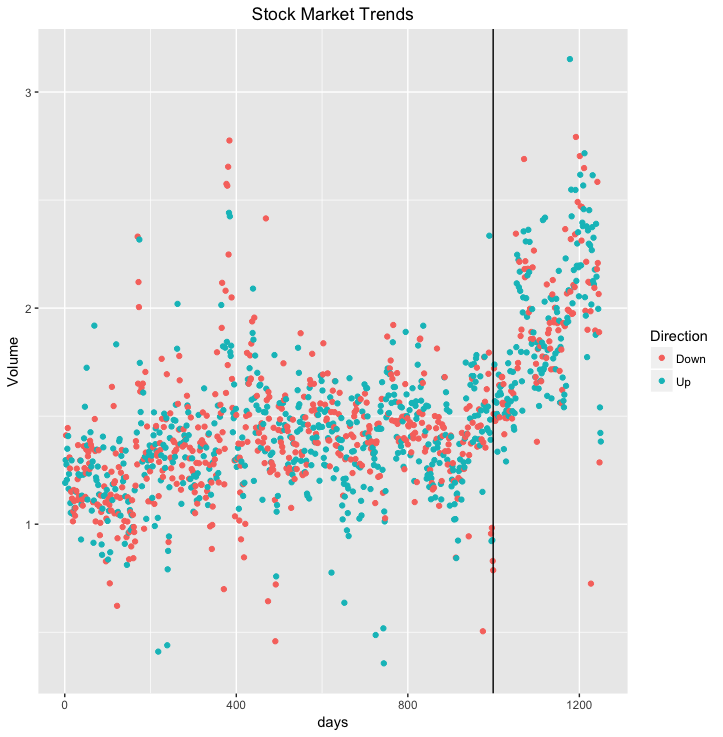 Stock Market Trends
3
2
1
Volume
0
400
800
1200
days
Direction
Down
Up